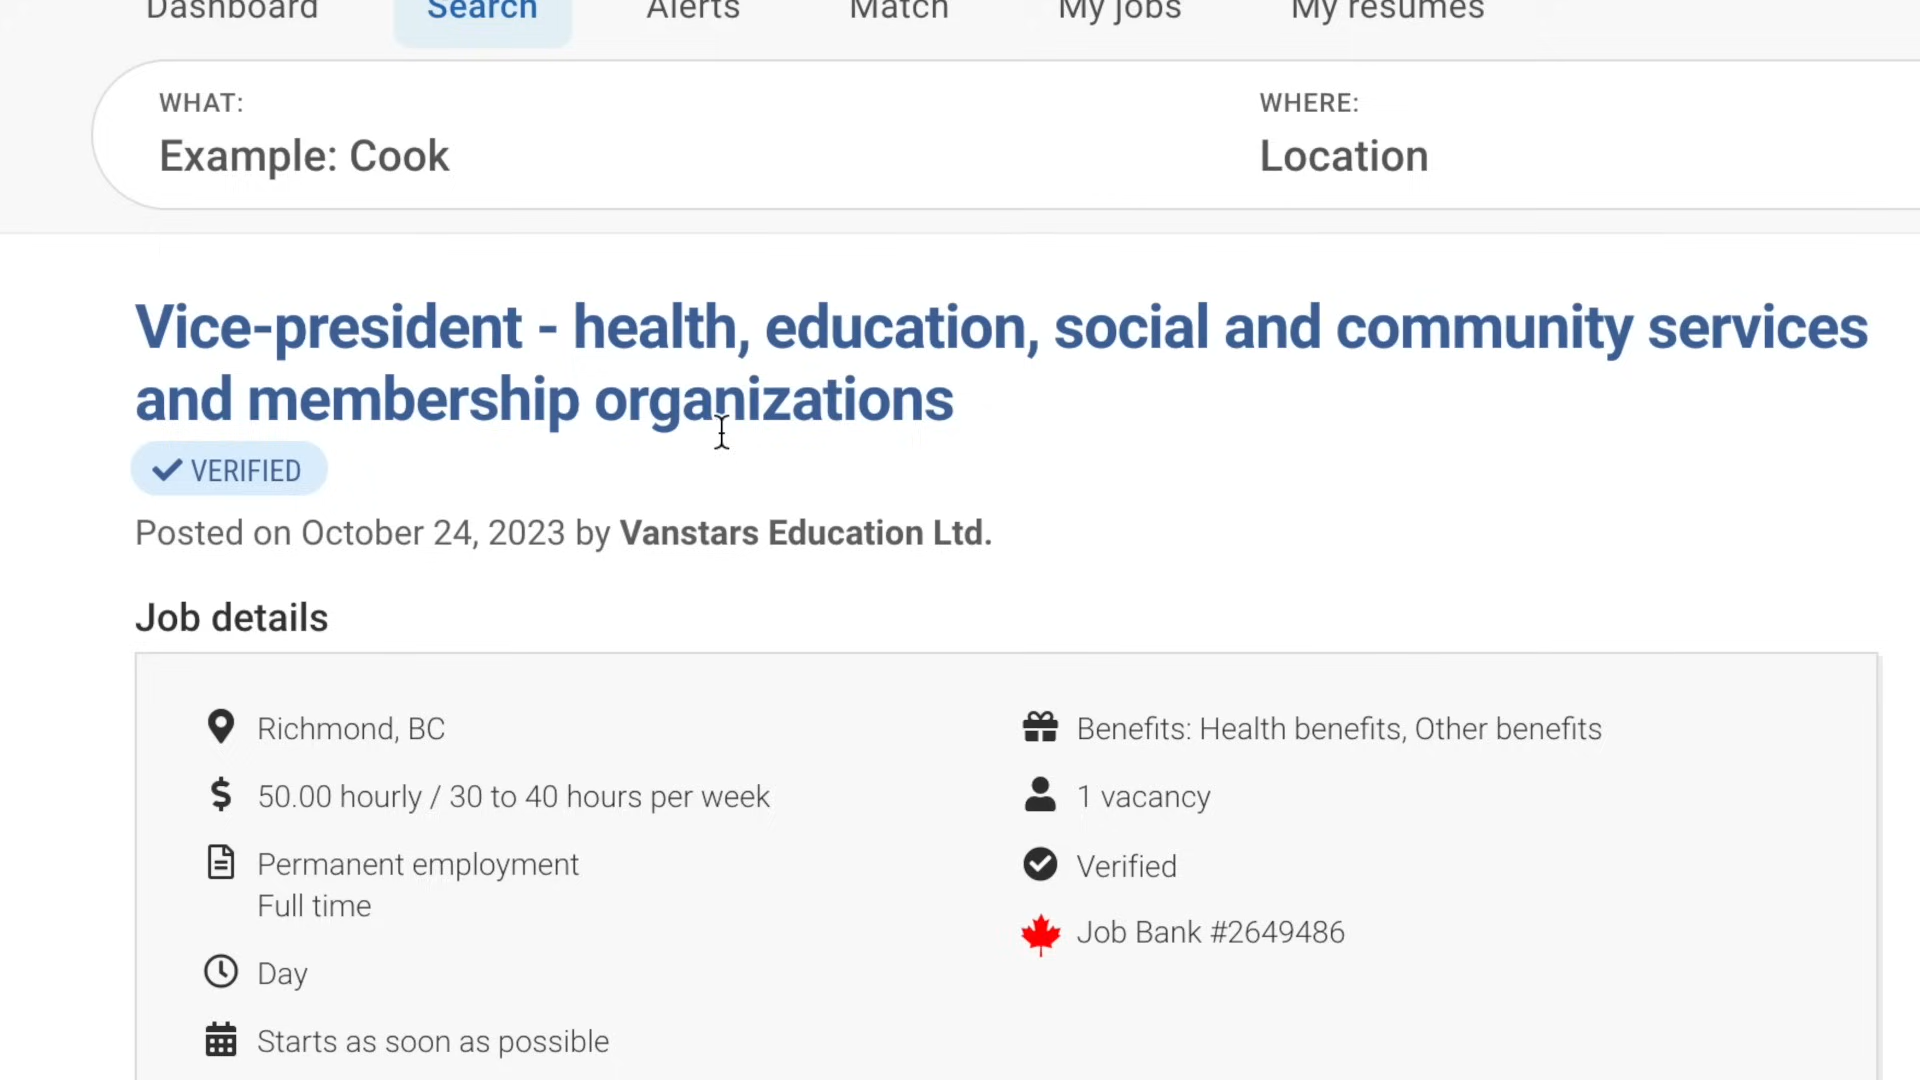 Dashboard Search Alerts Match My jobs My resumes
WHAT: WHERE:
Example: Cook Location
Vice-president - health, education, social and community services
and membership organizations
VERIFIED
Posted on October 24, 2023 by Vanstars Education Ltd.
Job details
Richmond, BC
50.00 hourly / 30 to 40 hours per week
Permanent employment
Full time
Day
Starts as soon as possible
Benefits: Health benefits, Other benefits
1 vacancy
Verified
Job Bank #2649486